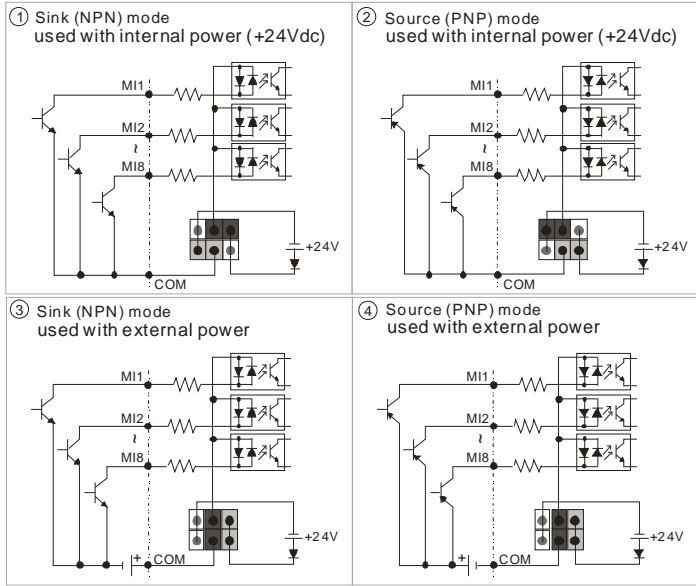 ① Sink (NPN) mode
used with internal power (+24Vdc)
MI1
MI2
~
MI8
+24V
COM
② Source (PNP) mode
used with internal power (+24Vdc)
MI1
MI2
~
MI8
+24V
COM
③ Sink (NPN) mode
used with external power
MI1
MI2
~
MI8
+24V
+
COM
④ Source (PNP) mode
used with external power
MI1
MI2
~
MI8
+24V
+
COM